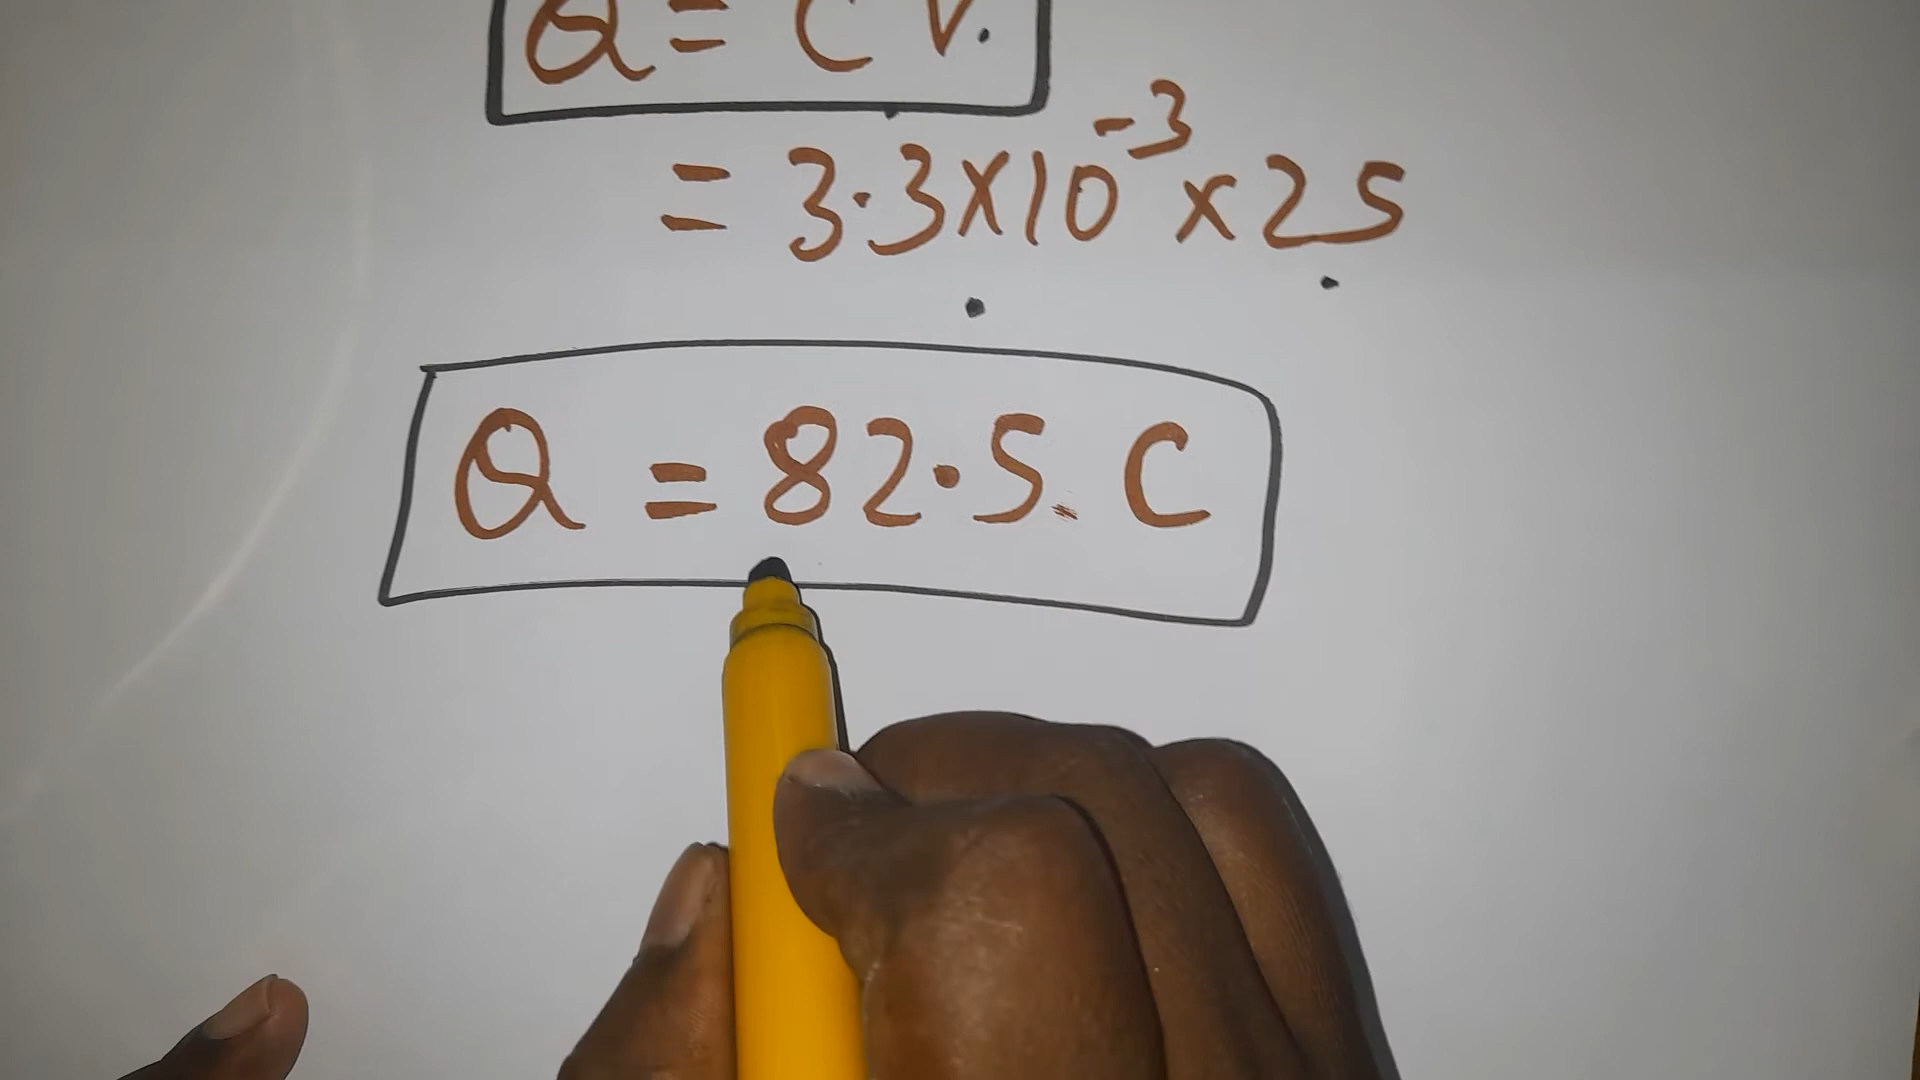 Q = CV.
= 3.3×10⁻³×25
Q = 82.5 C